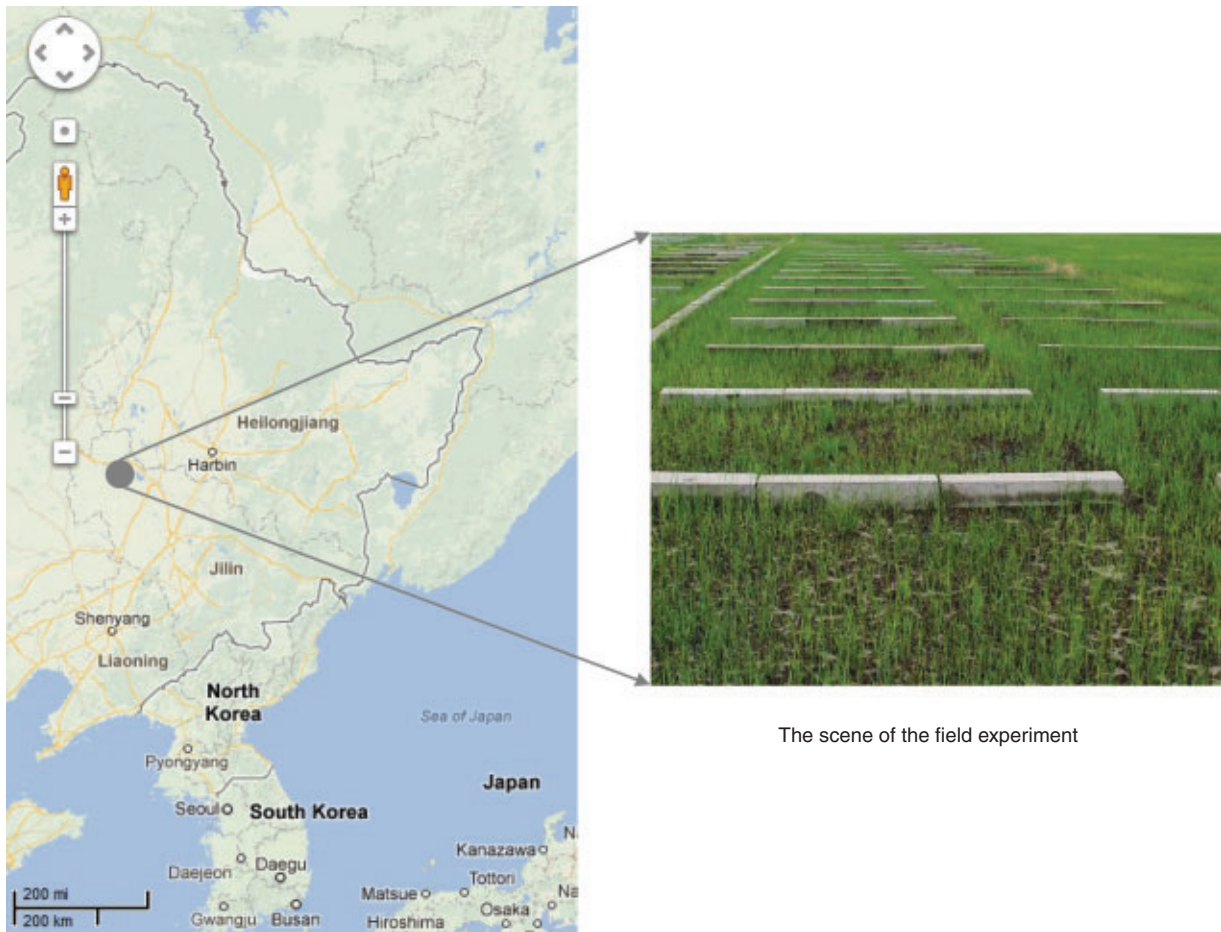 Heilongjiang
Harbin
Jilin
Shenyang
Liaoning
North
Korea
Sea of Japan
Pyongyang
Japan
Seoul
South Korea
Kanazawa
Daejeon
Daegu
Tottori
Matsue
200 mi
200 km
Gwangju
Busan
Hiroshima
Osaka
The scene of the field experiment